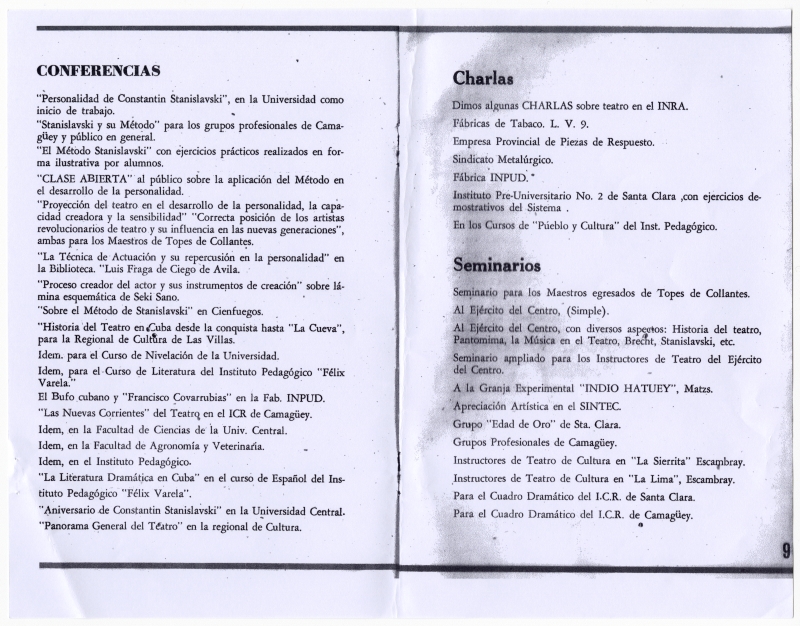 CONFERENCIAS
"Personalidad de Constantin Stanislavski", en la Universidad como
inicio de trabajo.
"Stanislavski y su Método" para los grupos profesionales de Cama-
güey y público en general.
"El Método Stanislavski" con ejercicios prácticos realizados en for-
ma ilustrativa por alumnos.
"CLASE ABIERTA" al público sobre la aplicación del Método en
el desarrollo de la personalidad.
"Proyección del teatro en el desarrollo de la personalidad, la capa-
cidad creadora y la sensibilidad" "Correcta posición de los artistas
revolucionarios de teatro y su influencia en las nuevas generaciones",
ambas para los Maestros de Topes de Collantes.
"La Técnica de Actuación y su repercusión en la personalidad" en
la Biblioteca. "Luis Fraga de Ciego de Avila.
"Proceso creador del actor y sus instrumentos de creación" sobre lá-
mina esquemática de Seki Sano.
"Sobre el Método de Stanislavski" en Cienfuegos.
"Historia del Teatro en Cuba desde la conquista hasta "La Cueva",
para la Regional de Cultura de Las Villas.
Idem. para el Curso de Nivelación de la Universidad.
Idem, para el Curso de Literatura del Instituto Pedagógico "Félix
Varela."
El Bufo cubano y "Francisco Covarrubias" en la Fab. INPUD.
"Las Nuevas Corrientes" del Teatro en el ICR de Camagüey.
Idem, en la Facultad de Ciencias de la Univ. Central.
Idem, en la Facultad de Agronomía y Veterinaria.
Idem, en el Instituto Pedagógico.
"La Literatura Dramática en Cuba" en el curso de Español del Ins-
tituto Pedagógico "Félix Varela".
"Aniversario de Constantin Stanislavski" en la Universidad Central.
"Panorama General del Teatro" en la regional de Cultura.
Charlas
Dimos algunas CHARLAS sobre teatro en el INRA.
Fábricas de Tabaco. L. V. 9.
Empresa Provincial de Piezas de Respuesto.
Sindicato Metalúrgico.
Fábrica INPUD.
Instituto Pre-Universitario No. 2 de Santa Clara ,con ejercicios de-
mostrativos del Sistema .
En los Cursos de "Pueblo y Cultura" del Inst. Pedagógico.
Seminarios
Seminario para los Maestros egresados de Topes de Collantes.
Al Ejército del Centro, (Simple).
Al Ejército del Centro, con diversos aspectos: Historia del teatro,
Pantomima, la Música en el Teatro, Brecht, Stanislavski, etc.
Seminario ampliado para los Instructores de Teatro del Ejército
del Centro.
A la Granja Experimental "INDIO HATUEY", Matzs.
Apreciación Artística en el SINTEC.
Grupo "Edad de Oro" de Sta. Clara.
Grupos Profesionales de Camagüey.
Instructores de Teatro de Cultura en "La Sierrita" Escambray.
Instructores de Teatro de Cultura en "La Lima", Escambray.
Para el Cuadro Dramático del I.C.R. de Santa Clara.
Para el Cuadro Dramático del I.C.R. de Camagüey.
9